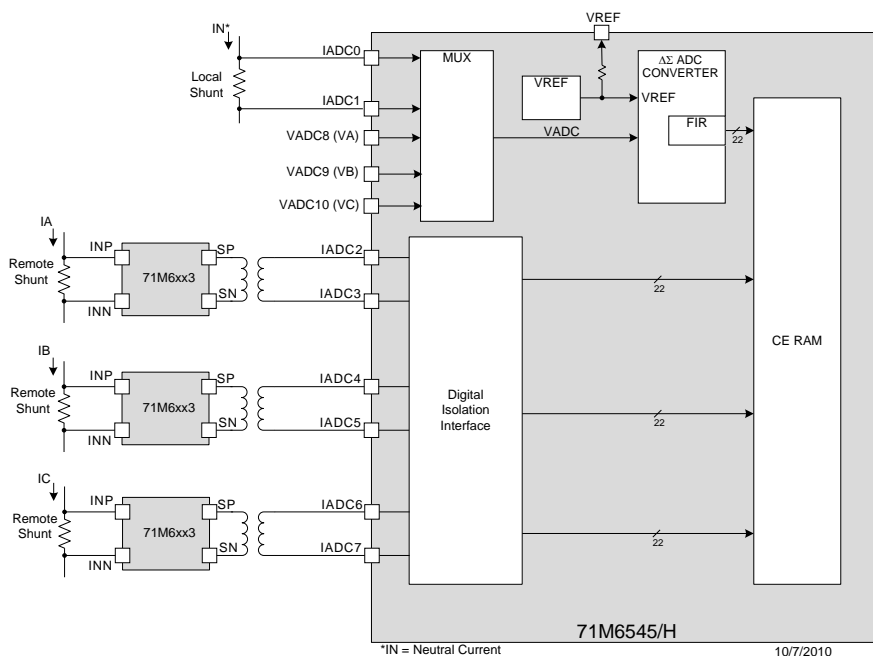 VREF
IN*
IADC0
MUX
ΔΣ ADC
CONVERTER
Local
Shunt
VREF
VREF
IADC1
FIR
VADC8 (VA)
VADC
22
VADC9 (VB)
VADC10 (VC)
IA
INP
SP
IADC2
Remote
Shunt
71M6xx3
22
INN
SN
IADC3
CE RAM
IB
INP
SP
IADC4
Remote
Shunt
71M6xx3
Digital
Isolation
Interface
22
INN
SN
IADC5
IC
INP
SP
IADC6
Remote
Shunt
71M6xx3
22
INN
SN
IADC7
71M6545/H
*IN = Neutral Current
10/7/2010